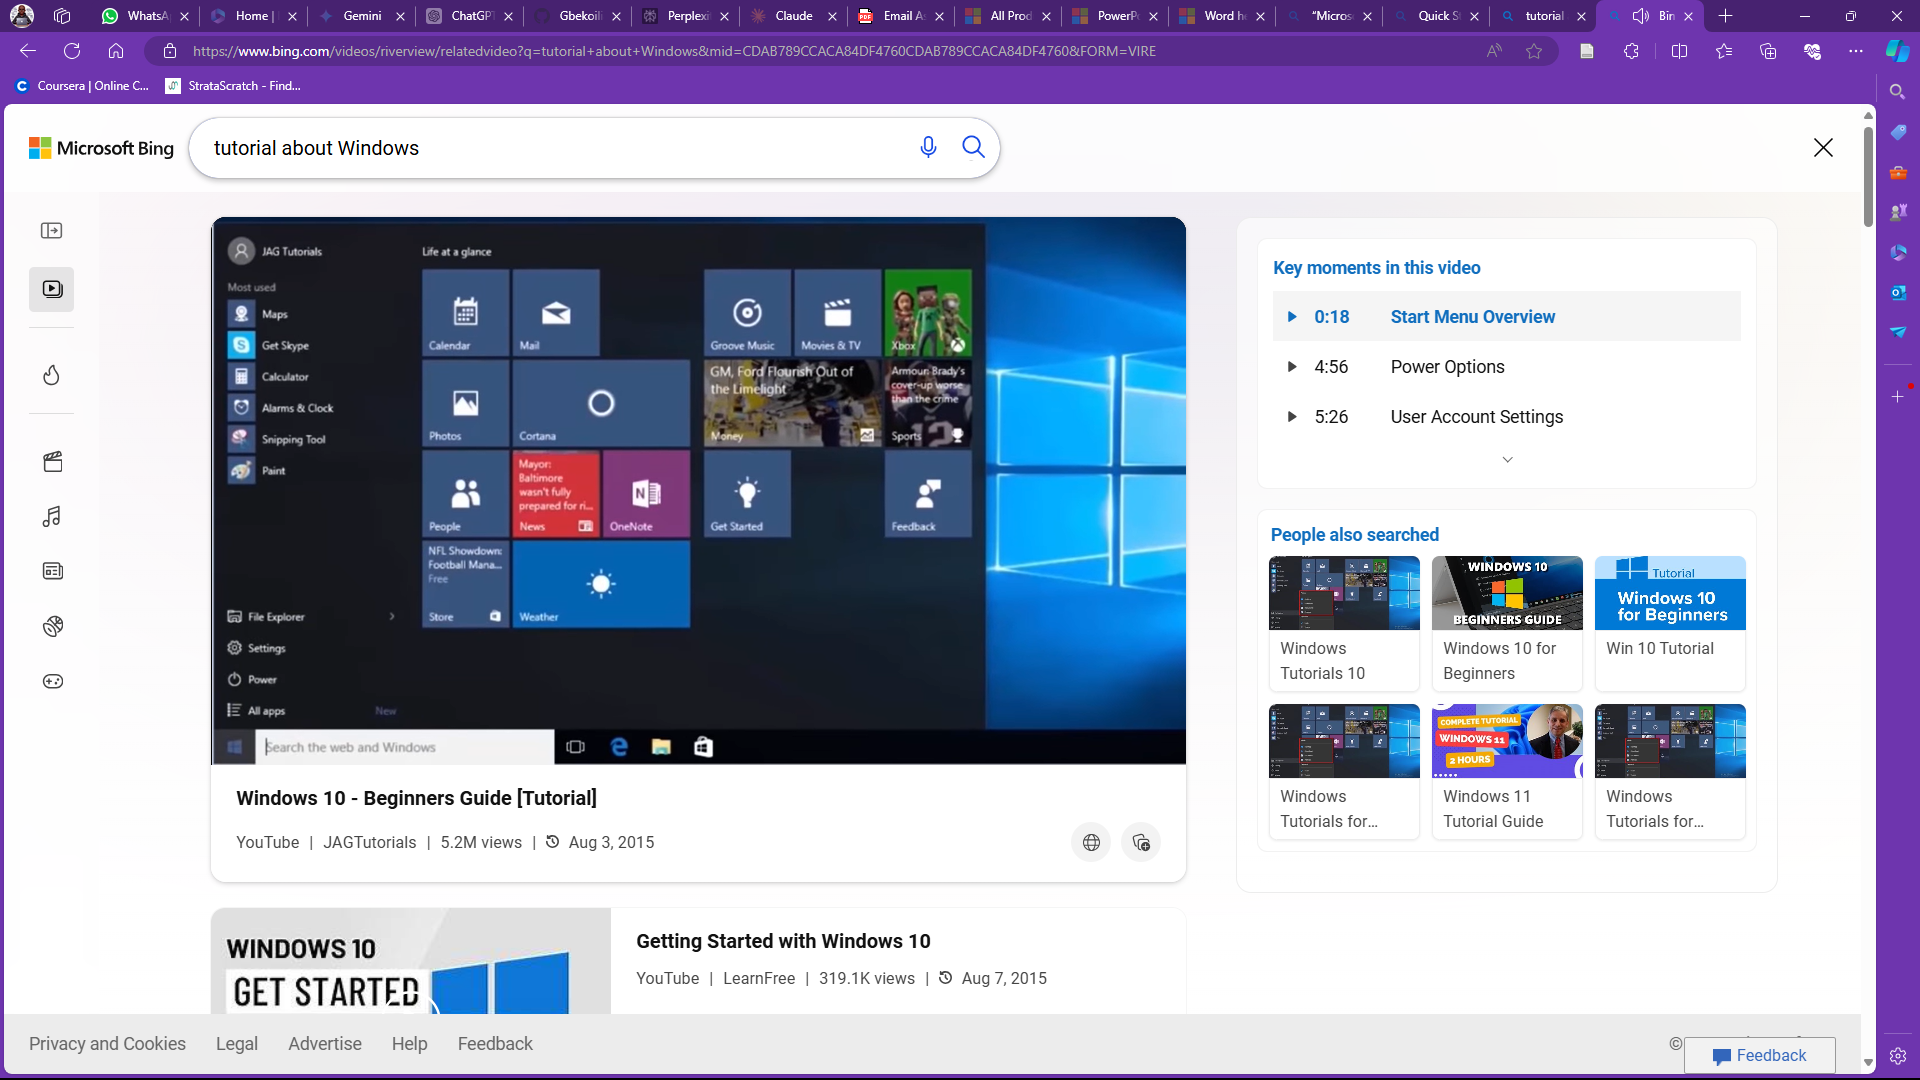 WhatsA
Home |
Gemini
ChatGP
Gbekoil
Perplexi
Claude
Email A
All Prod
PowerP
Word he
"Micros
Quick S
tutorial
Bin
https://www.bing.com/videos/riverview/relatedvideo?q=tutorial+about+Windows&mid=CDAB789CCACA84DF4760CDAB789CCACA84DF4760&FORM=VIRE
Coursera | Online C...
StrataScratch - Find...
Microsoft Bing
tutorial about Windows
JAG Tutorials
Life at a glance
Most used
Maps
Get Skype
Calculator
Alarms & Clock
Snipping Tool
Paint
File Explorer
Settings
Power
All apps
New
Calendar
Mail
Groove Music
Movies & TV
Xbox
Photos
Cortana
GM, Ford Flourish Out of
the Limelight
Money
Armour: Brady's
cover-up worse
than the crime
Sports
People
Mayor:
Baltimore
wasn't fully
prepared for ri...
News
OneNote
Get Started
Feedback
NFL Showdown:
Football Mana...
Free
Store
Weather
Search the web and Windows
Windows 10 - Beginners Guide [Tutorial]
YouTube | JAGTutorials | 5.2M views | Aug 3, 2015
Key moments in this video
0:18 Start Menu Overview
4:56 Power Options
5:26 User Account Settings
People also searched
Windows
Tutorials 10
WINDOWS 10
BEGINNERS GUIDE
Windows 10 for
Beginners
Tutorial
Windows 10
for Beginners
Win 10 Tutorial
Windows
Tutorials for...
COMPLETE TUTORIAL
WINDOWS 11
2 HOURS
Windows 11
Tutorial Guide
Windows
Tutorials for...
WINDOWS 10
GET STARTED
Getting Started with Windows 10
YouTube | LearnFree | 319.1K views | Aug 7, 2015
Privacy and Cookies
Legal
Advertise
Help
Feedback
©
Feedback